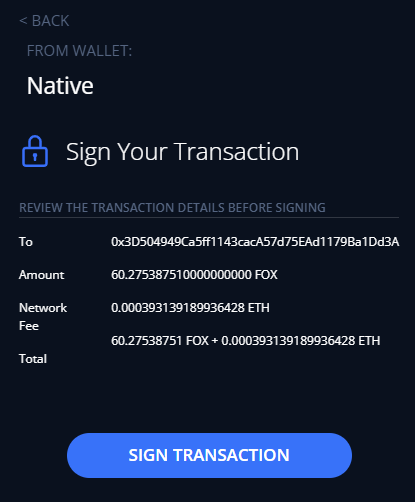 < BACK
FROM WALLET:
Native
Sign Your Transaction
REVIEW THE TRANSACTION DETAILS BEFORE SIGNING
To 0x3D504949Ca5ff1143cacA57d75EAd1179Ba1Dd3A
Amount 60.275387510000000000 FOX
Network Fee 0.000393139189936428 ETH
Total 60.27538751 FOX + 0.000393139189936428 ETH
SIGN TRANSACTION